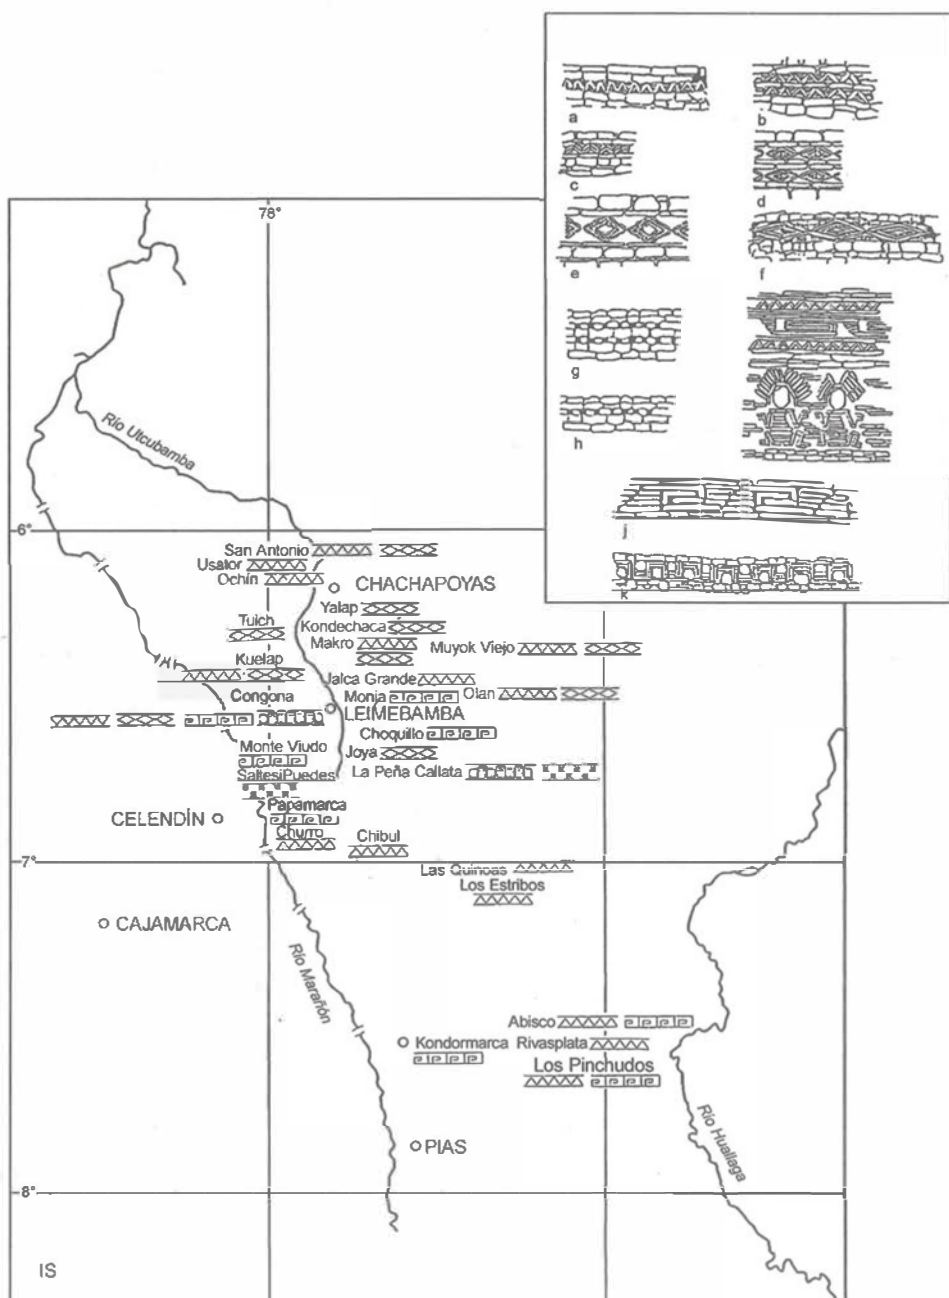 a
b
c
d
e
f
g
h
j
k
78°
Río Utcubamba
6°
San Antonio
Usator
Ochín
CHACHAPOYAS
Yalap
Tuich
Kondechaca
Makro
Muyok Viejo
Kuelap
Jalca Grande
Congona
Monja
Olan
LEIMEBAMBA
Choquillo
Monte Viudo
Joya
La Peña Callata
SaltesiPuedes
Papamarca
CELENDÍN
Churro
Chibul
7°
Las Quinoas
Los Estribos
CAJAMARCA
Río Marañón
Abisco
Kondormarca
Rivasplata
Los Pinchudos
Río Huallaga
PIAS
8°
IS